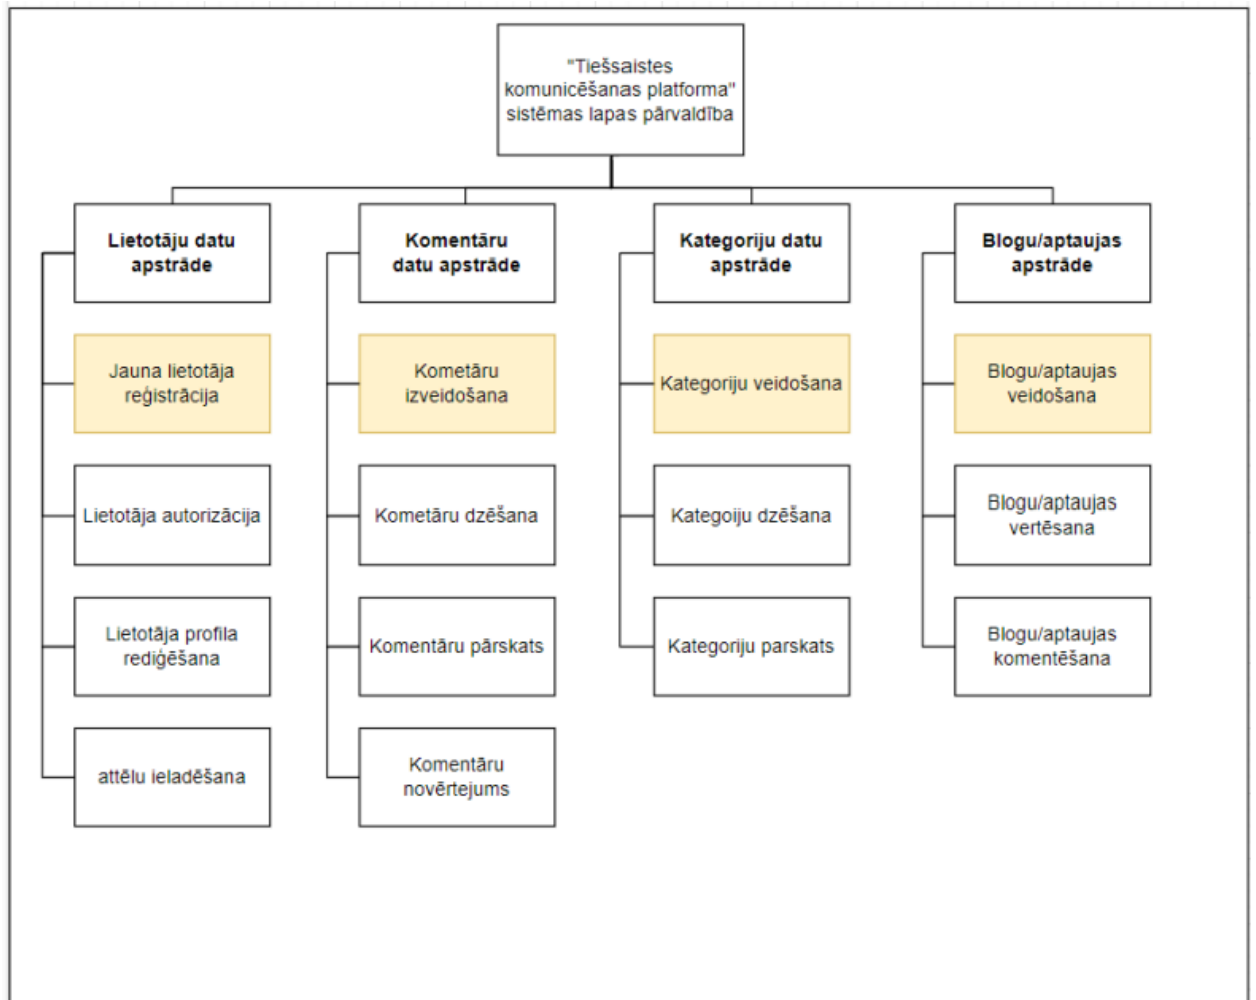 "Tiešsaistes
komunicēšanas platforma"
sistēmas lapas pārvaldība
Lietotāju datu
apstrāde
Jauna lietotāja
reģistrācija
Lietotāja autorizācija
Lietotāja profila
rediģēšana
attēlu ieladēšana
Komentāru
datu apstrāde
Kometāru
izveidošana
Kometāru dzēšana
Komentāru pārskats
Komentāru
novērtejums
Kategoriju datu
apstrāde
Kategoriju veidošana
Kategoiju dzēšana
Kategoriju parskats
Blogu/aptaujas
apstrāde
Blogu/aptaujas
veidošana
Blogu/aptaujas
vertēsana
Blogu/aptaujas
komentēšana